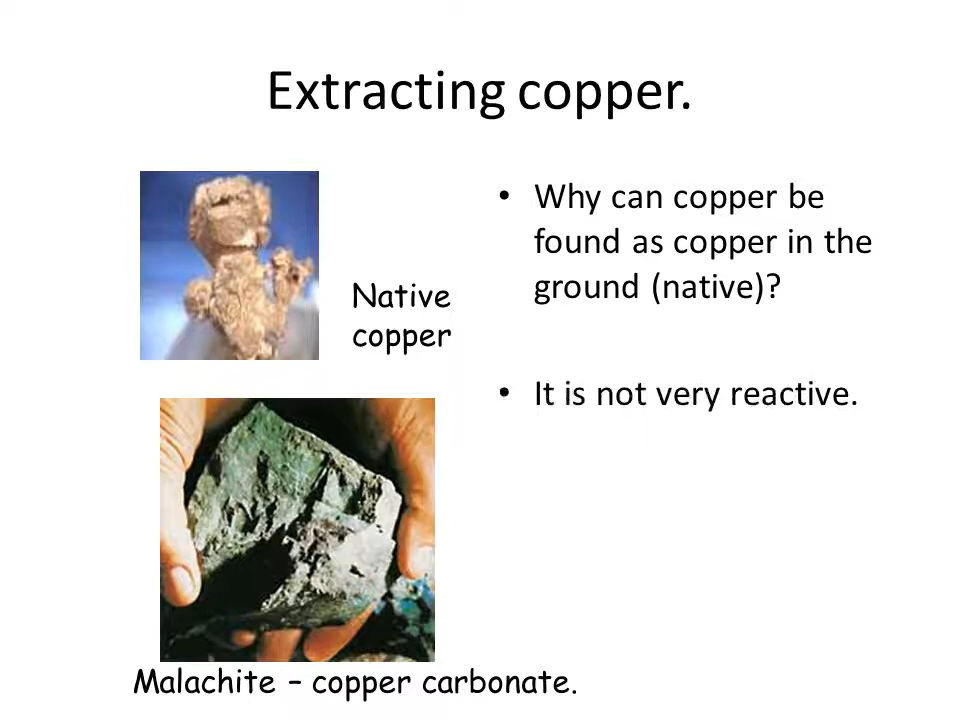 Extracting copper.
Native
copper
• Why can copper be
found as copper in the
ground (native)?
• It is not very reactive.
Malachite – copper carbonate.